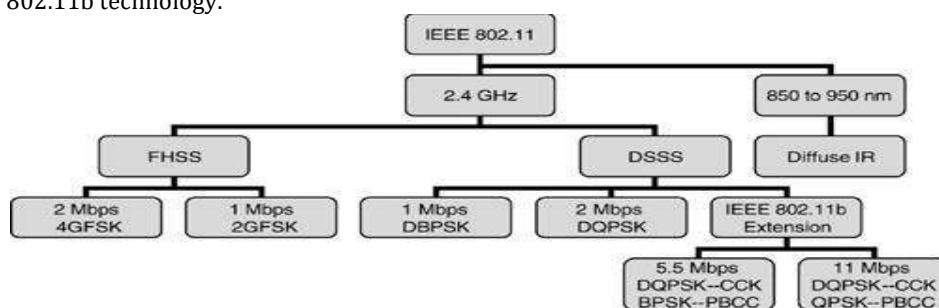 802.11b technology.
IEEE 802.11
2.4 GHz
850 to 950 nm
FHSS
DSSS
Diffuse IR
2 Mbps
4GFSK
1 Mbps
2GFSK
1 Mbps
DBPSK
2 Mbps
DQPSK
IEEE 802.11b
Extension
5.5 Mbps
DQPSK--CCK
BPSK--PBCC
11 Mbps
DQPSK--CCK
QPSK--PBCC